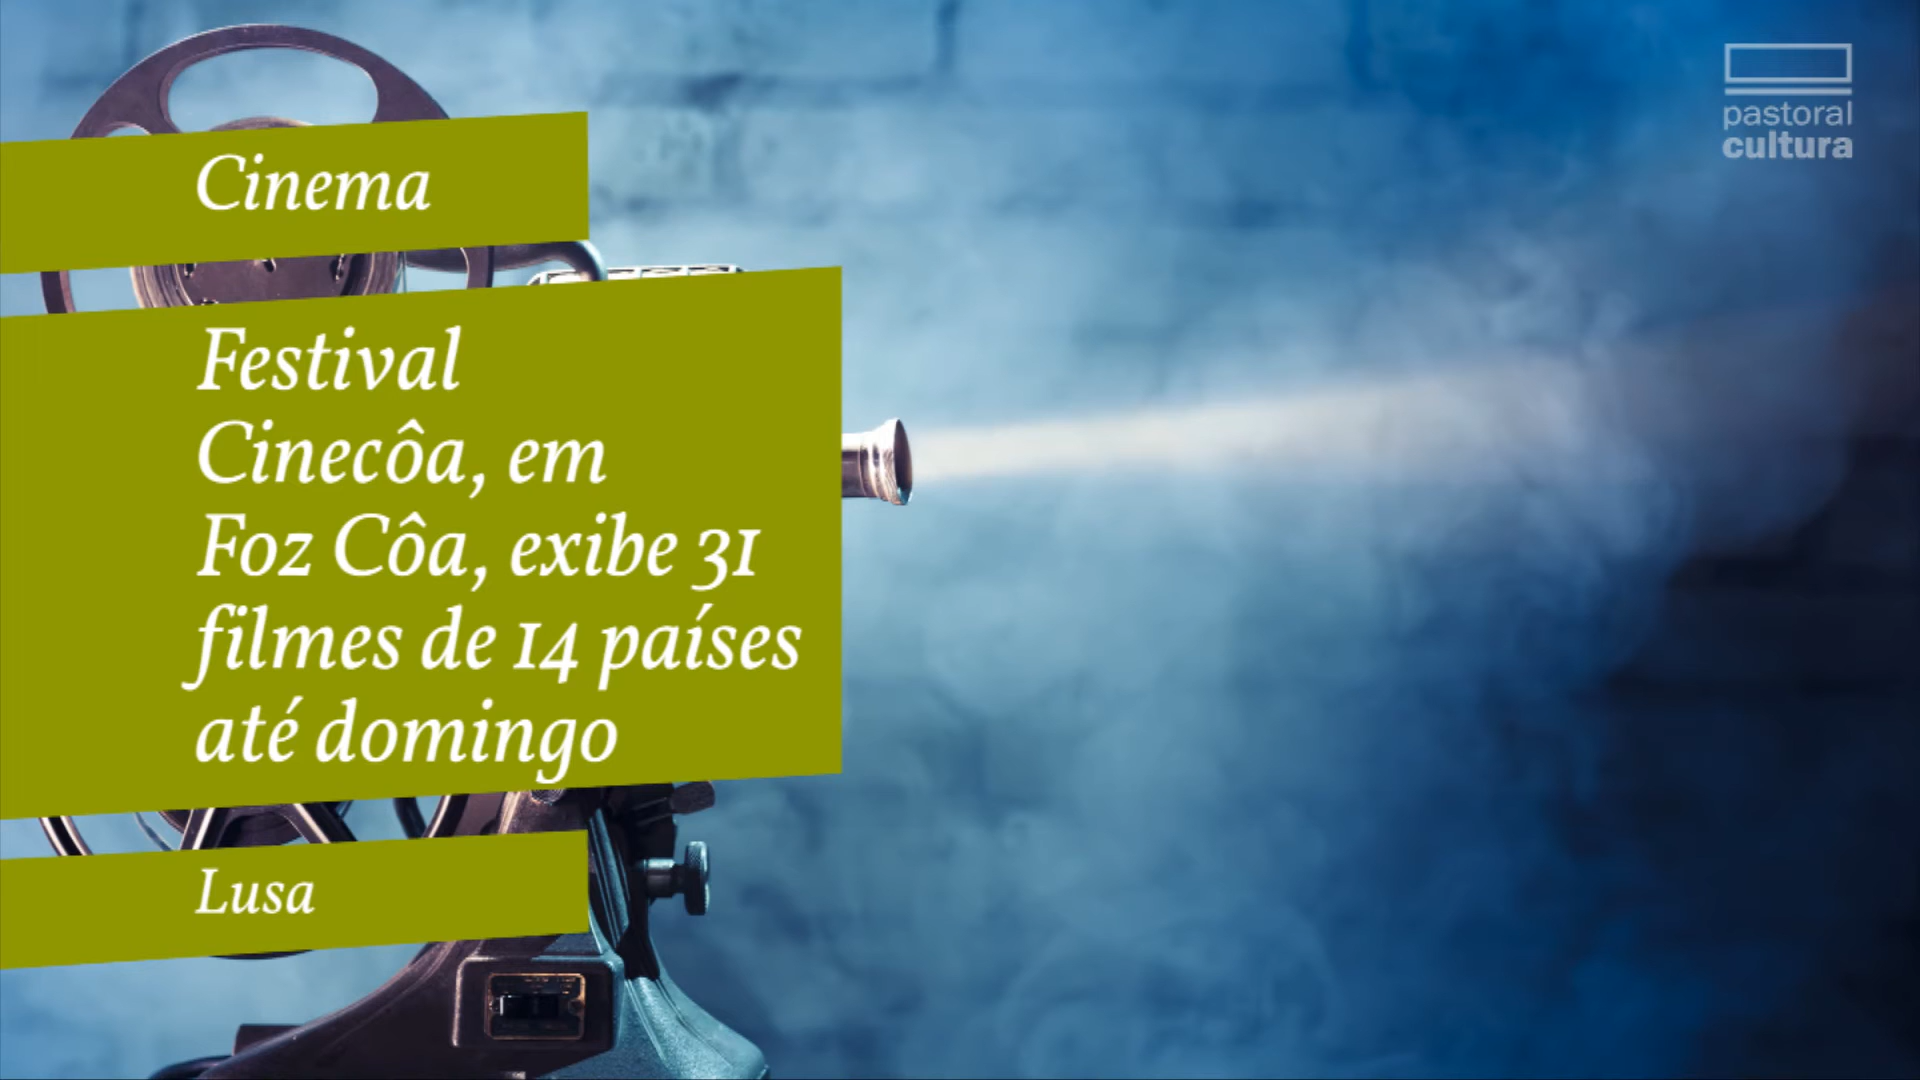 Cinema
Festival
Cinecôa, em
Foz Côa, exibe 31
filmes de 14 países
até domingo
Lusa
pastoral
cultura